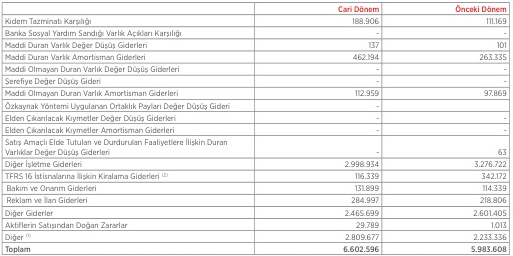 Cari Dönem Önceki Dönem
Kıdem Tazminatı Karşılığı 188.906 111.169
Banka Sosyal Yardım Sandığı Varlık Açıkları Karşılığı - -
Maddi Duran Varlık Değer Düşüş Giderleri 137 101
Maddi Duran Varlık Amortisman Giderleri 462.194 263.335
Maddi Olmayan Duran Varlık Değer Düşüş Giderleri - -
Şerefiye Değer Düşüş Gideri - -
Maddi Olmayan Duran Varlık Amortisman Giderleri 112.959 97.869
Özkaynak Yöntemi Uygulanan Ortaklık Payları Değer Düşüş Gideri -
Elden Çıkarılacak Kıymetler Değer Düşüş Giderleri - -
Elden Çıkarılacak Kıymetler Amortisman Giderleri - -
Satış Amaçlı Elde Tutulan ve Durdurulan Faaliyetlere İlişkin Duran
Varlıklar Değer Düşüş Giderleri - 63
Diğer İşletme Giderleri 2.998.934 3.276.722
TFRS 16 İstisnalarına İlişkin Kiralama Giderleri (2) 116.339 342.172
Bakım ve Onarım Giderleri 131.899 114.339
Reklam ve İlan Giderleri 284.997 218.806
Diğer Giderler 2.465.699 2.601.405
Aktiflerin Satışından Doğan Zararlar 29.789 1.013
Diğer (1) 2.809.677 2.233.336
Toplam 6.602.596 5.983.608